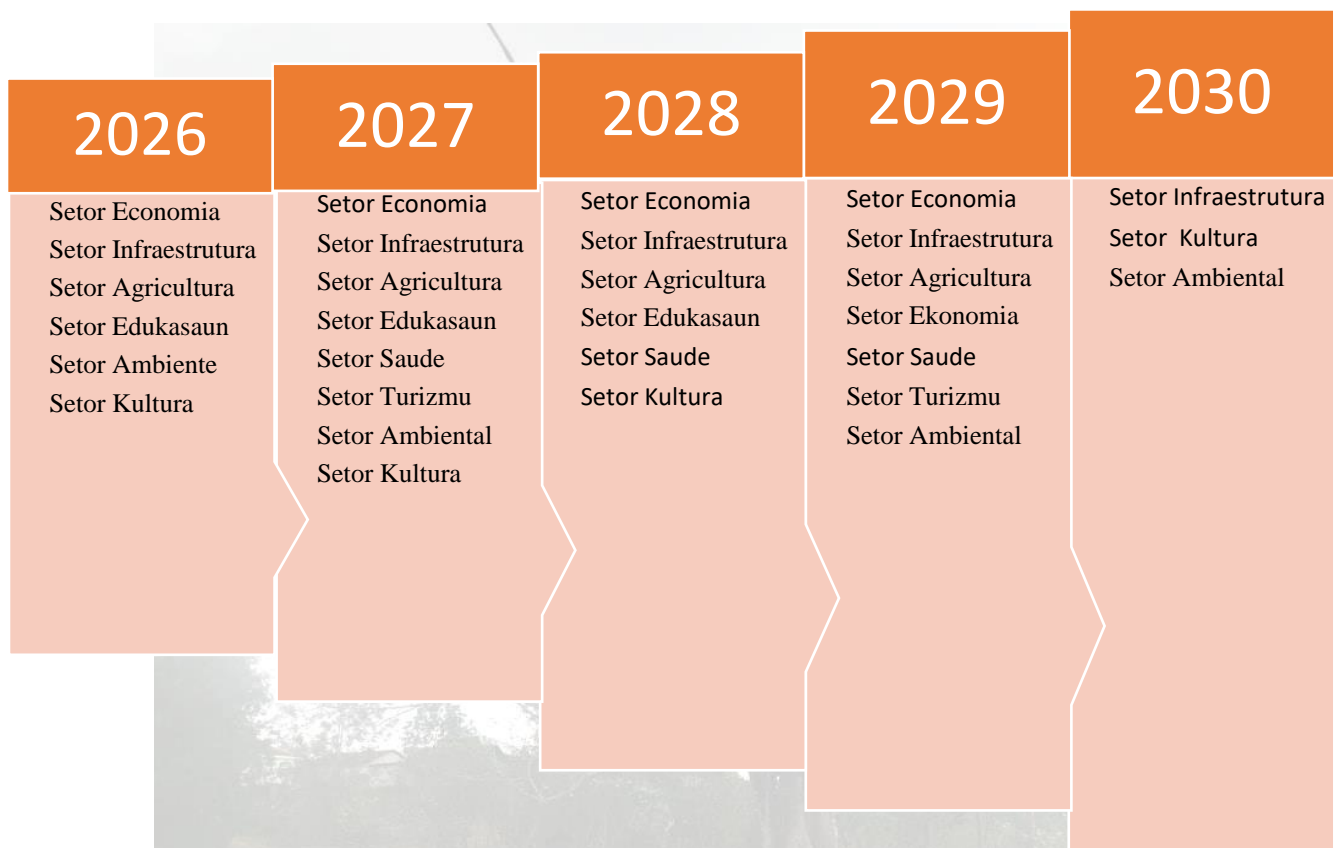 2026
Setor Economia
Setor Infraestrutura
Setor Agricultura
Setor Edukasaun
Setor Ambiente
Setor Kultura
2027
Setor Economia
Setor Infraestrutura
Setor Agricultura
Setor Edukasaun
Setor Saude
Setor Turizmu
Setor Ambiental
Setor Kultura
2028
Setor Economia
Setor Infraestrutura
Setor Agricultura
Setor Edukasaun
Setor Saude
Setor Kultura
2029
Setor Economia
Setor Infraestrutura
Setor Agricultura
Setor Ekonomia
Setor Saude
Setor Turizmu
Setor Ambiental
2030
Setor Infraestrutura
Setor Kultura
Setor Ambiental